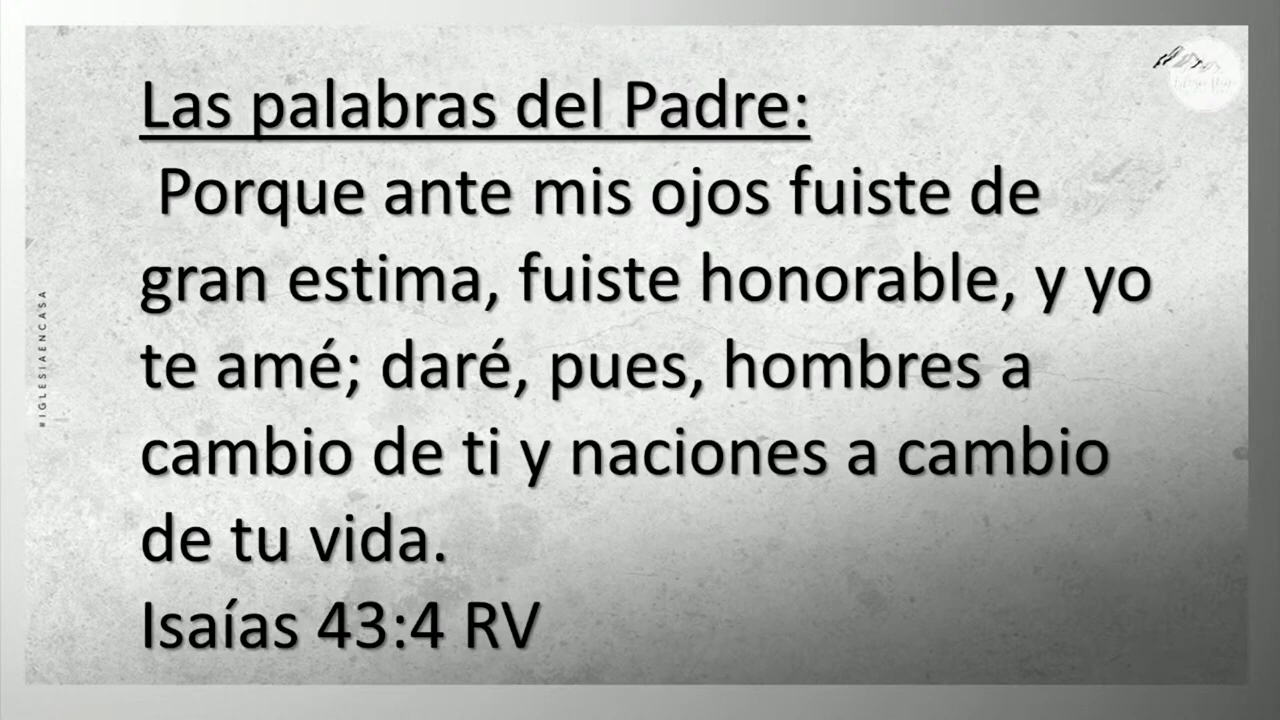 Las palabras del Padre:
Porque ante mis ojos fuiste de
gran estima, fuiste honorable, y yo
te amé; daré, pues, hombres a
cambio de ti y naciones a cambio
de tu vida.
Isaías 43:4 RV
#IGLESIAENCASA